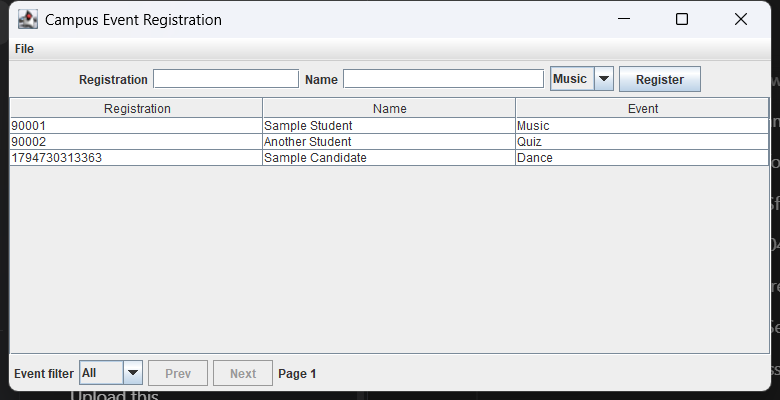 Campus Event Registration
File
Registration Name Music Register
Registration Name Event
90001 Sample Student Music
90002 Another Student Quiz
1794730313363 Sample Candidate Dance
Event filter All Prev Next Page 1
Upload this